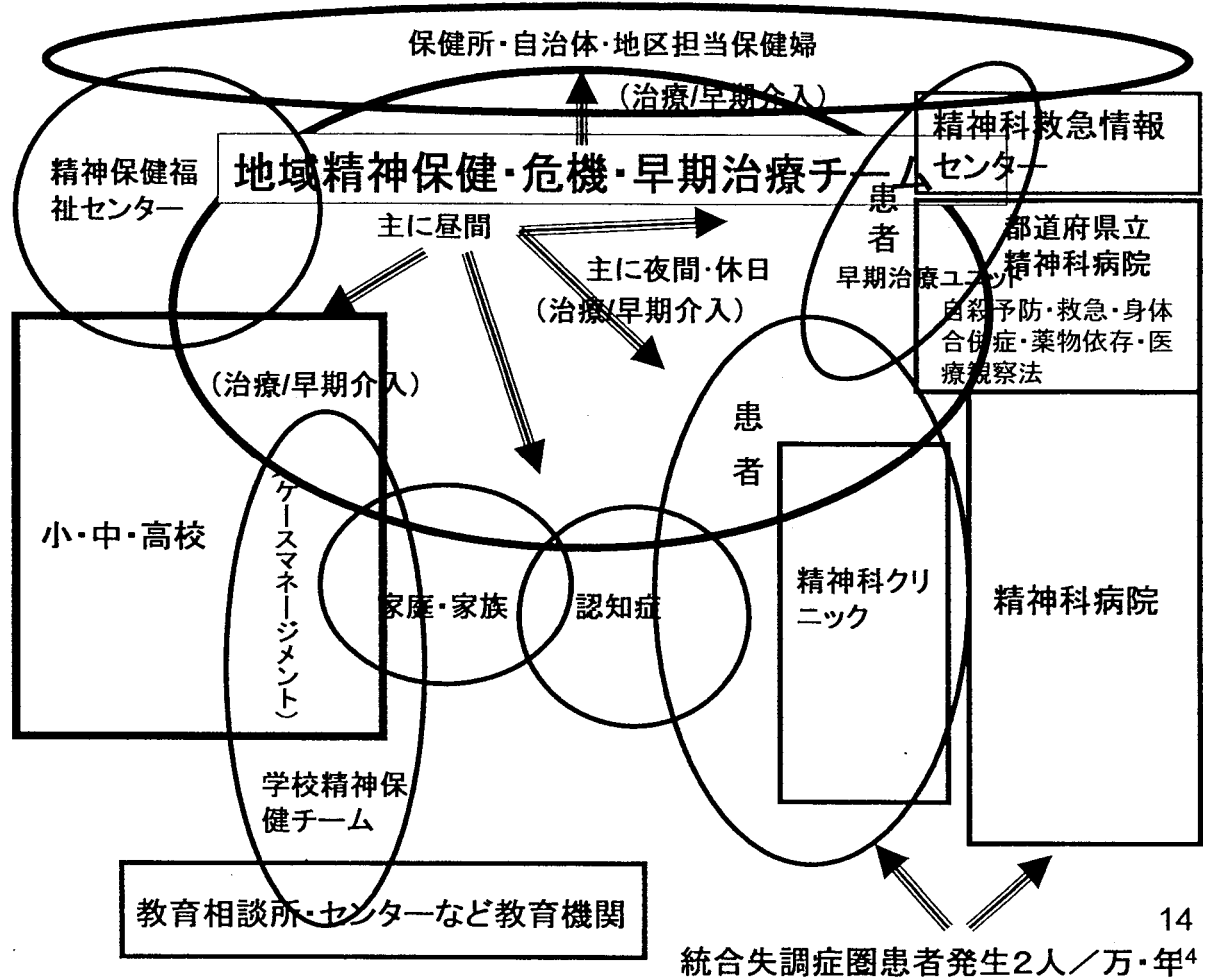 保健所・自治体・地区担当保健婦
(治療/早期介入)
精神科救急情報
センター
精神保健福
祉センター
地域精神保健・危機・早期治療チーム
患
者
主に昼間
都道府県立
精神科病院
主に夜間・休日
(治療/早期介入)
早期治療ユニット
自殺予防・救急・身体
合併症・薬物依存・医
療観察法
(治療/早期介入)
患
者
(ケースマネージメント)
小・中・高校
家庭・家族
認知症
精神科クリ
ニック
精神科病院
学校精神保
健チーム
教育相談所・センターなど教育機関
14
統合失調症圏患者発生2人/万・年4